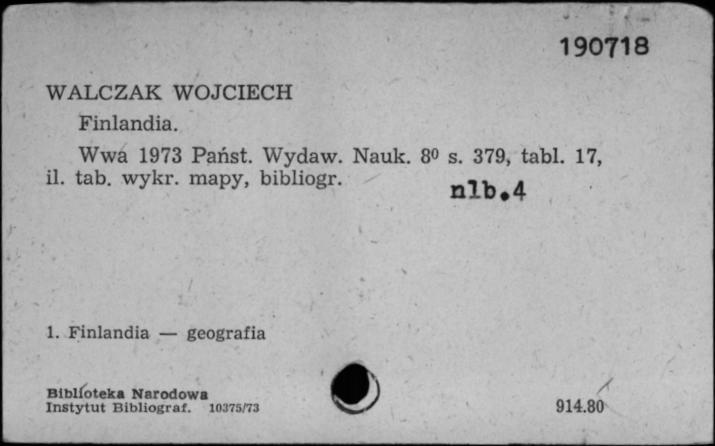 190718
WALCZAK WOJCIECH
Finlandia.
Wwa 1973 Państ. Wydaw. Nauk. 8⁰ s. 379, tabl. 17,
il. tab. wykr. mapy, bibliogr.
nlb.4
1. Finlandia — geografia
Biblioteka Narodowa
Instytut Bibliograf. 10375/73
914.80